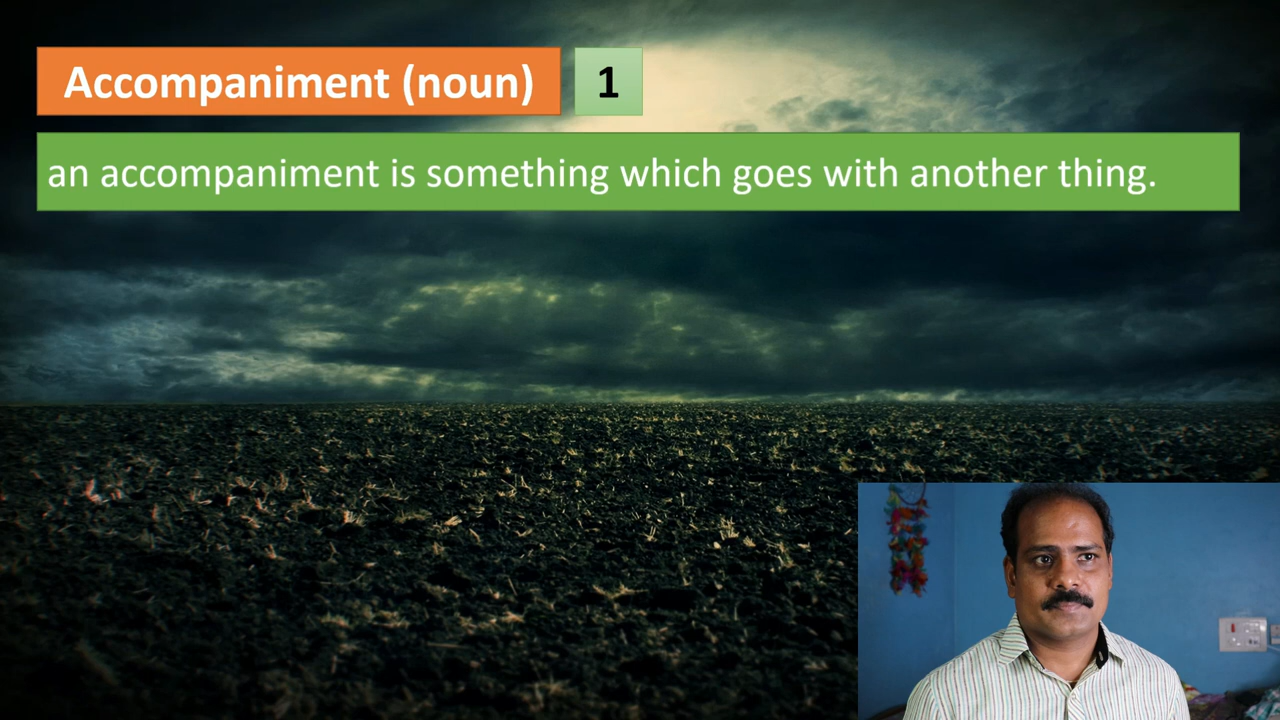 Accompaniment (noun) 1
an accompaniment is something which goes with another thing.